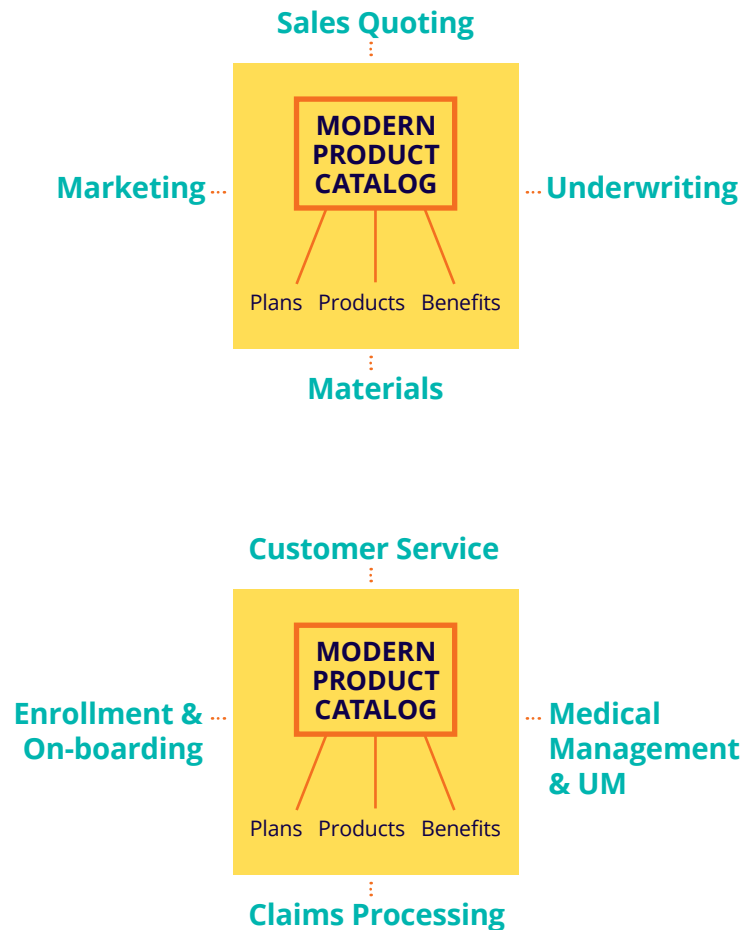 Sales Quoting
MODERN
PRODUCT
CATALOG
Marketing
Underwriting
Plans Products Benefits
Materials
Customer Service
MODERN
PRODUCT
CATALOG
Enrollment &
On-boarding
Medical
Management
& UM
Plans Products Benefits
Claims Processing